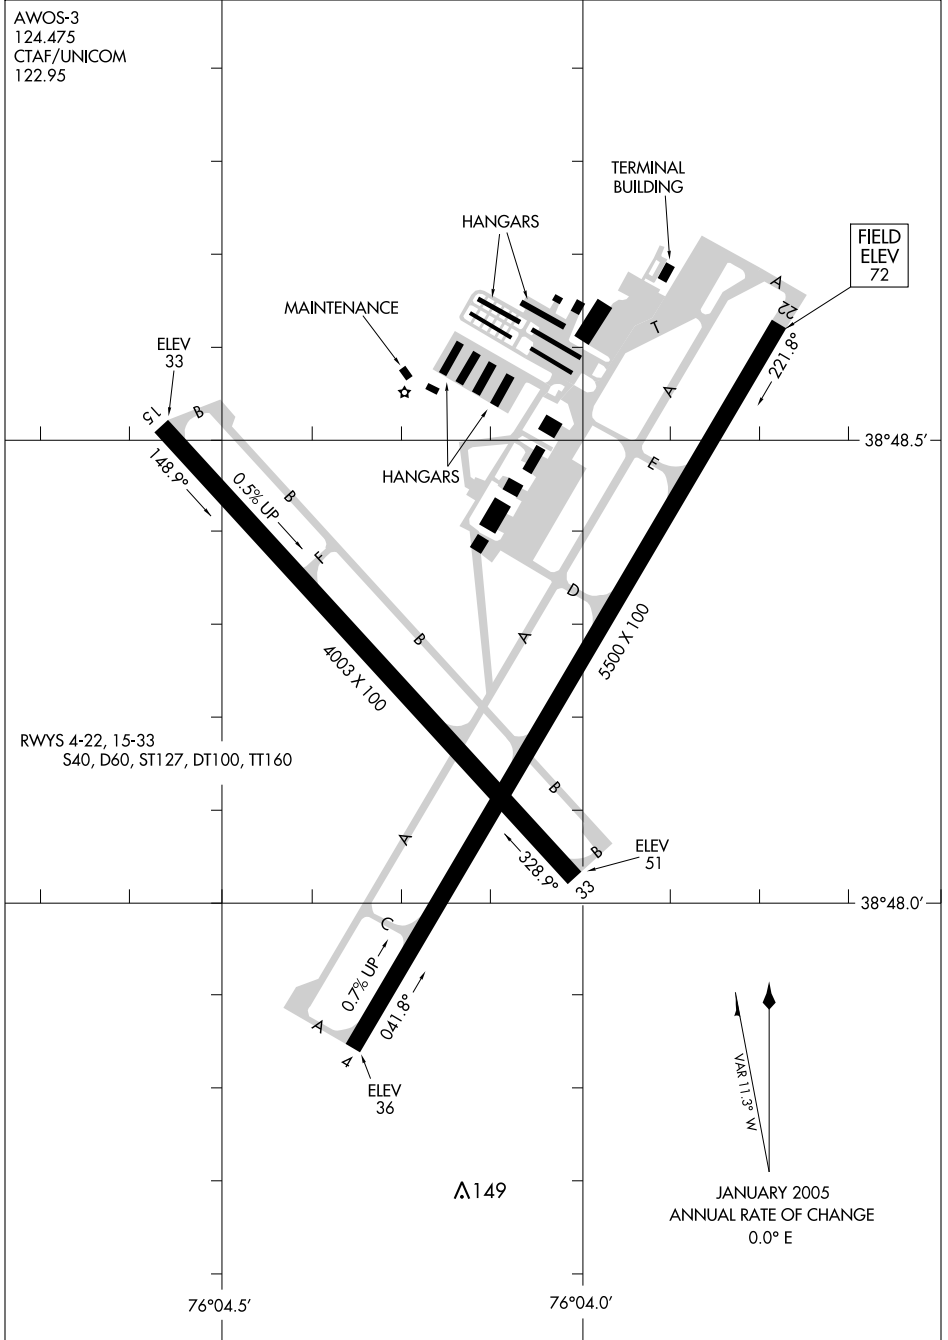 AWOS-3
124.475
CTAF/UNICOM
122.95
TERMINAL
BUILDING
HANGARS
FIELD
ELEV
72
MAINTENANCE
A
22
T
221.8°
ELEV
33
A
15
B
38°48.5'
148.9°
0.5% UP
HANGARS
E
B
F
D
5500 X 100
B
A
4003 X 100
RWYS 4-22, 15-33
S40, D60, ST127, DT100, TT160
B
A
B
ELEV
51
328.9°
33
38°48.0'
C
0.7% UP
041.8°
A
4
ELEV
36
VAR 11.3° W
149
JANUARY 2005
ANNUAL RATE OF CHANGE
0.0° E
76°04.5'
76°04.0'